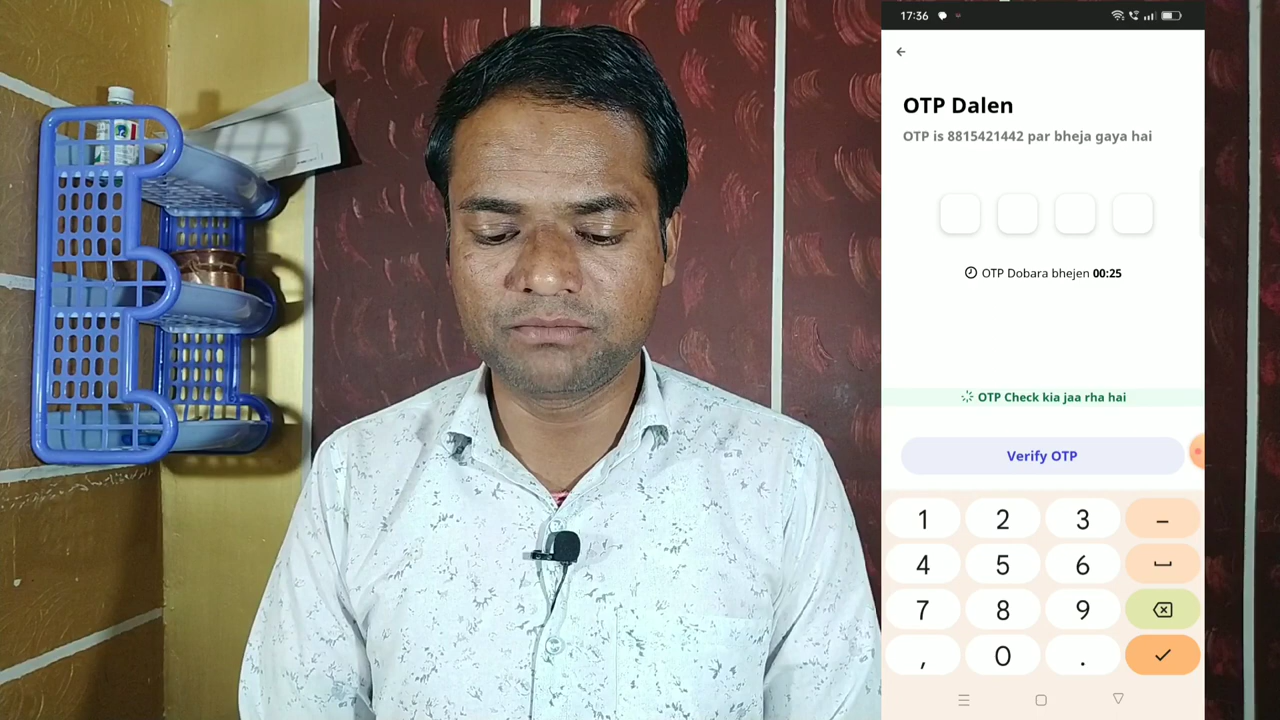 17:36
OTP Dalen
OTP is 8815421442 par bheja gaya hai
OTP Dobara bhejen 00:25
OTP Check kia jaa rha hai
Verify OTP
1 2 3 –
4 5 6
7 8 9
, 0 .